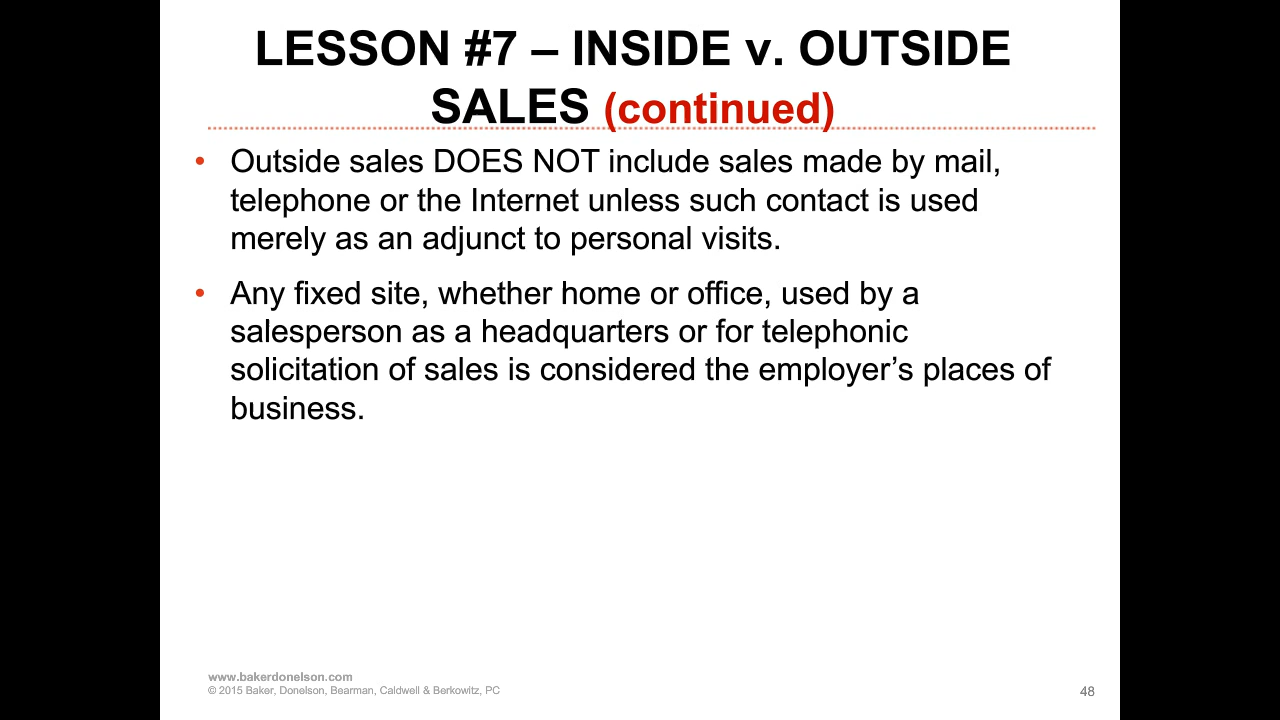 LESSON #7 – INSIDE v. OUTSIDE
SALES (continued)
• Outside sales DOES NOT include sales made by mail,
telephone or the Internet unless such contact is used
merely as an adjunct to personal visits.
• Any fixed site, whether home or office, used by a
salesperson as a headquarters or for telephonic
solicitation of sales is considered the employer’s places of
business.
www.bakerdonelson.com
© 2015 Baker, Donelson, Bearman, Caldwell & Berkowitz, PC
48